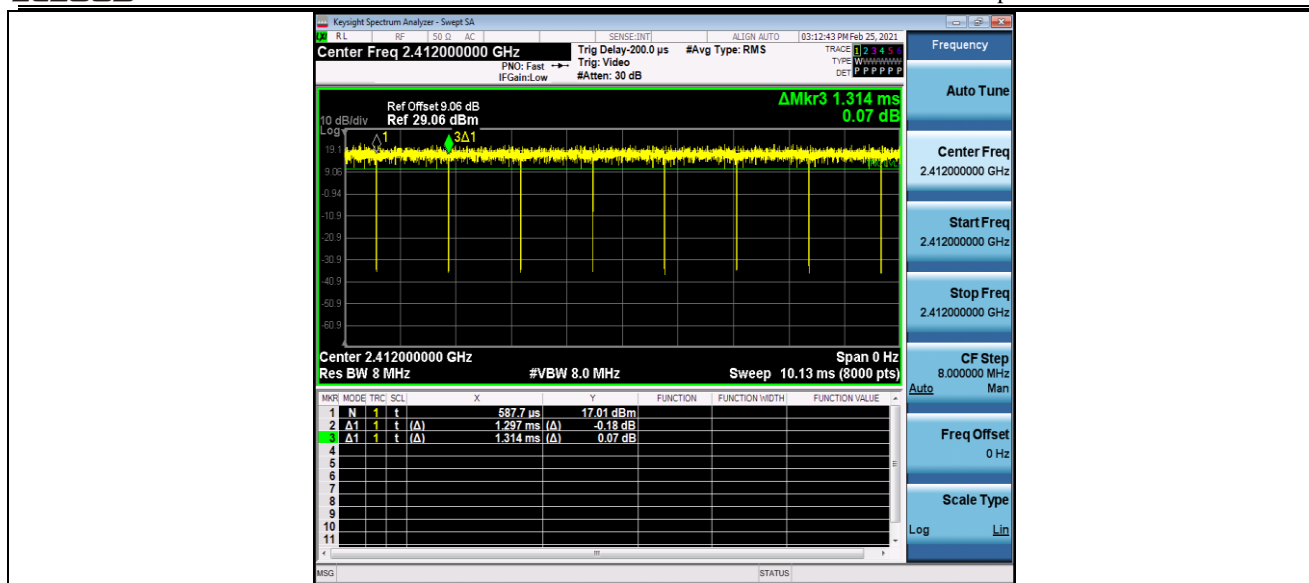 Keysight Spectrum Analyzer - Swept SA
RL RF 50 Ω AC SENSE:INT ALIGN AUTO 03:12:43 PM Feb 25, 2021
Center Freq 2.412000000 GHz
PNO: Fast
IFGain:Low
Trig Delay-200.0 µs
Trig: Video
#Atten: 30 dB
#Avg Type: RMS
TRACE 1 2 3 4 5 6
TYPE WWWWWW
DET P P P P P P
ΔMkr3 1.314 ms
0.07 dB
Ref Offset 9.06 dB
10 dB/div Ref 29.06 dBm
Log
1
3Δ1
19.1
9.06
-0.94
-10.9
-20.9
-30.9
-40.9
-50.9
-60.9
Center 2.412000000 GHz Span 0 Hz
Res BW 8 MHz #VBW 8.0 MHz Sweep 10.13 ms (8000 pts)
MKR MODE TRC SCL X Y FUNCTION FUNCTION WIDTH FUNCTION VALUE
1 N 1 t 587.7 µs 17.01 dBm
2 Δ1 1 t (Δ) 1.297 ms (Δ) -0.18 dB
3 Δ1 1 t (Δ) 1.314 ms (Δ) 0.07 dB
4
5
6
7
8
9
10
11
MSG STATUS
Frequency
Auto Tune
Center Freq
2.412000000 GHz
Start Freq
2.412000000 GHz
Stop Freq
2.412000000 GHz
CF Step
8.000000 MHz
Auto Man
Freq Offset
0 Hz
Scale Type
Log Lin